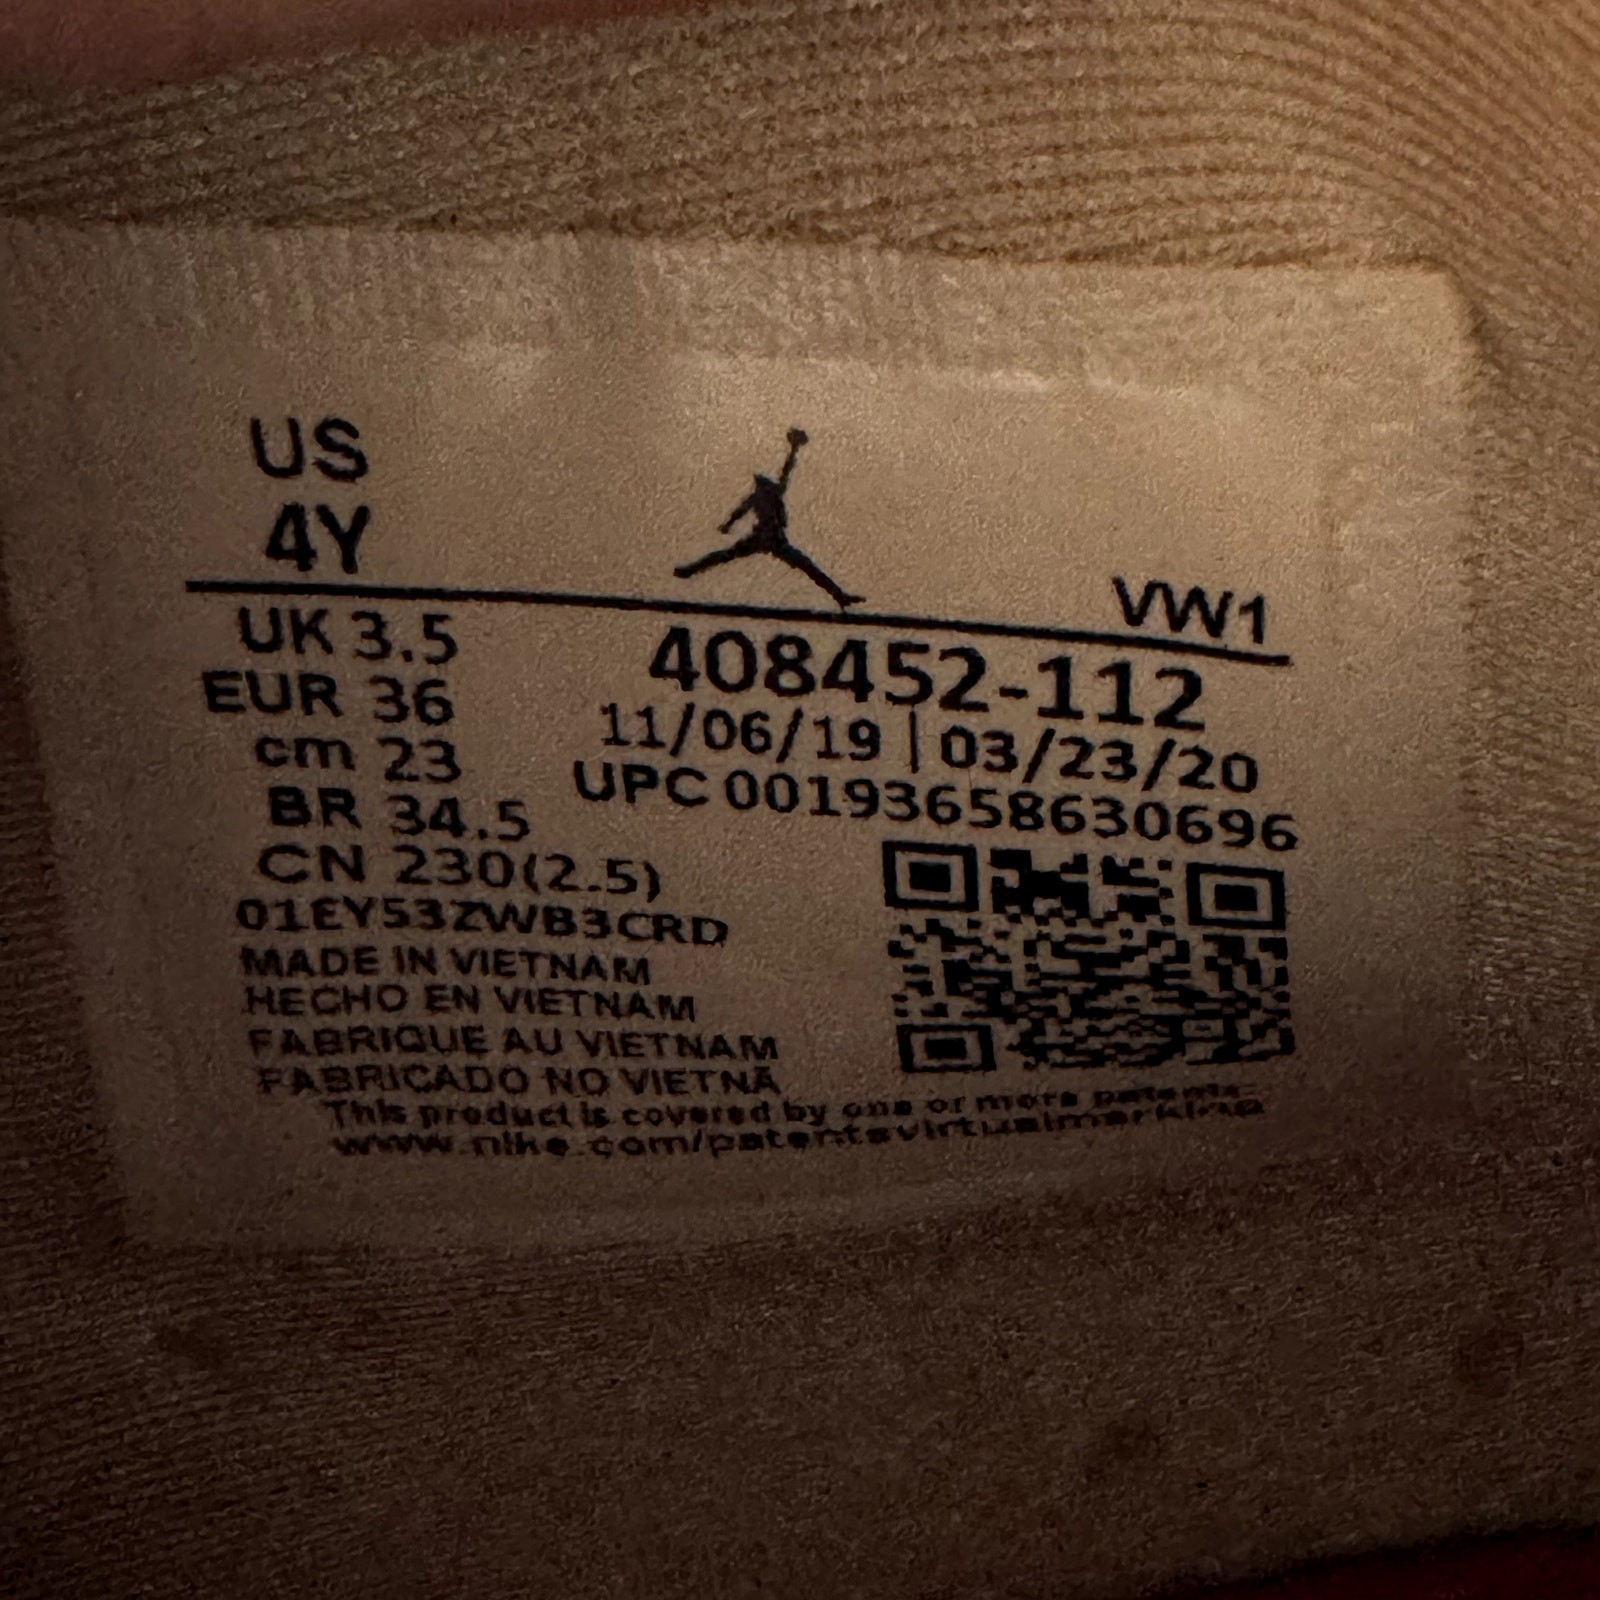 US
4Y
VW1
UK 3.5
EUR 36
cm 23
BR 34.5
CN 230(2.5)
408452-112
11/06/19 | 03/23/20
UPC 00193658630696
01EY53ZWB3CRD
MADE IN VIETNAM
HECHO EN VIETNAM
FABRIQUE AU VIETNAM
FABRICADO NO VIETNÃ
This product is covered by one or more patents
www.nike.com/patentsvirtualmarking